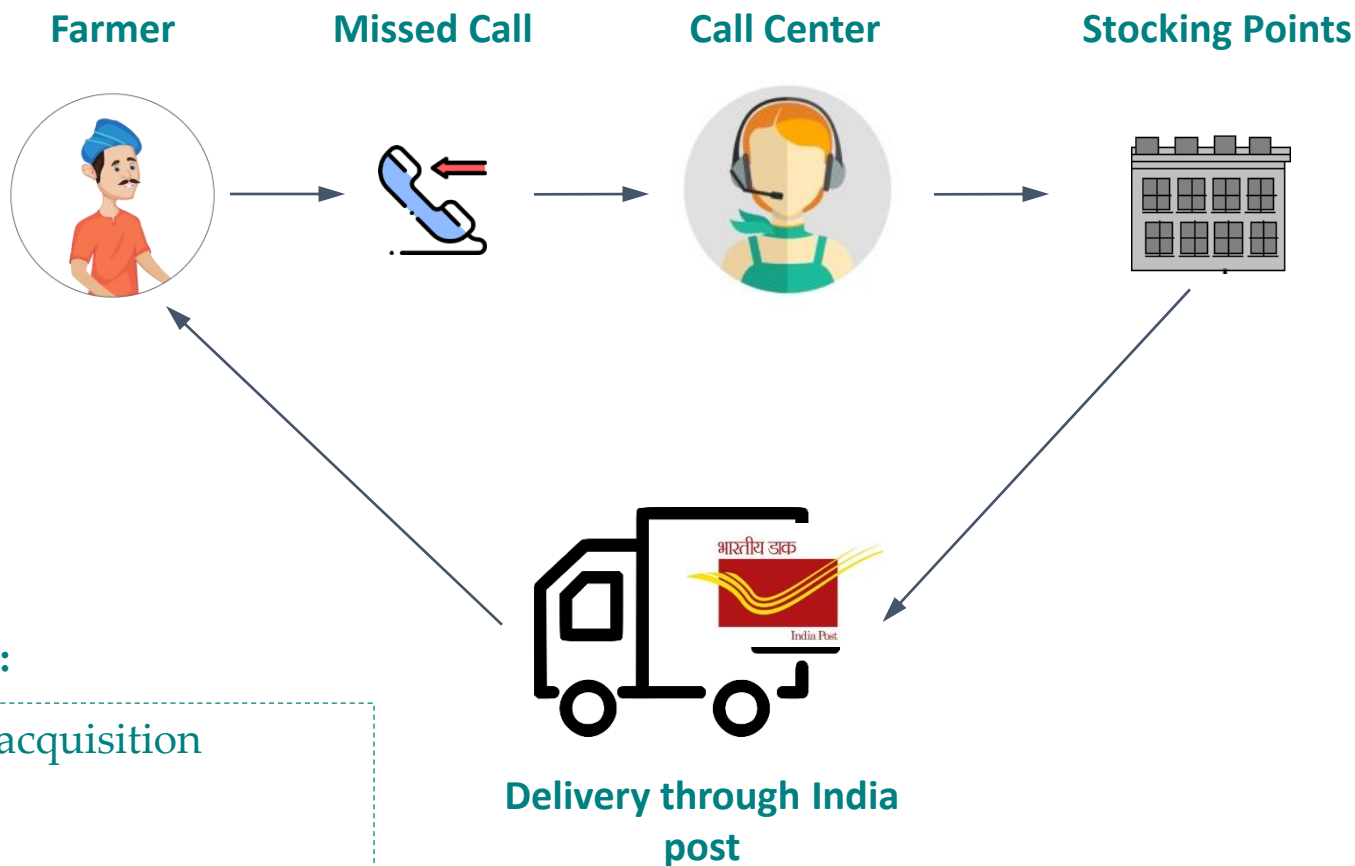 Farmer
Missed Call
Call Center
Stocking Points
भारतीय डाक
India Post
:
acquisition
Delivery through India
post